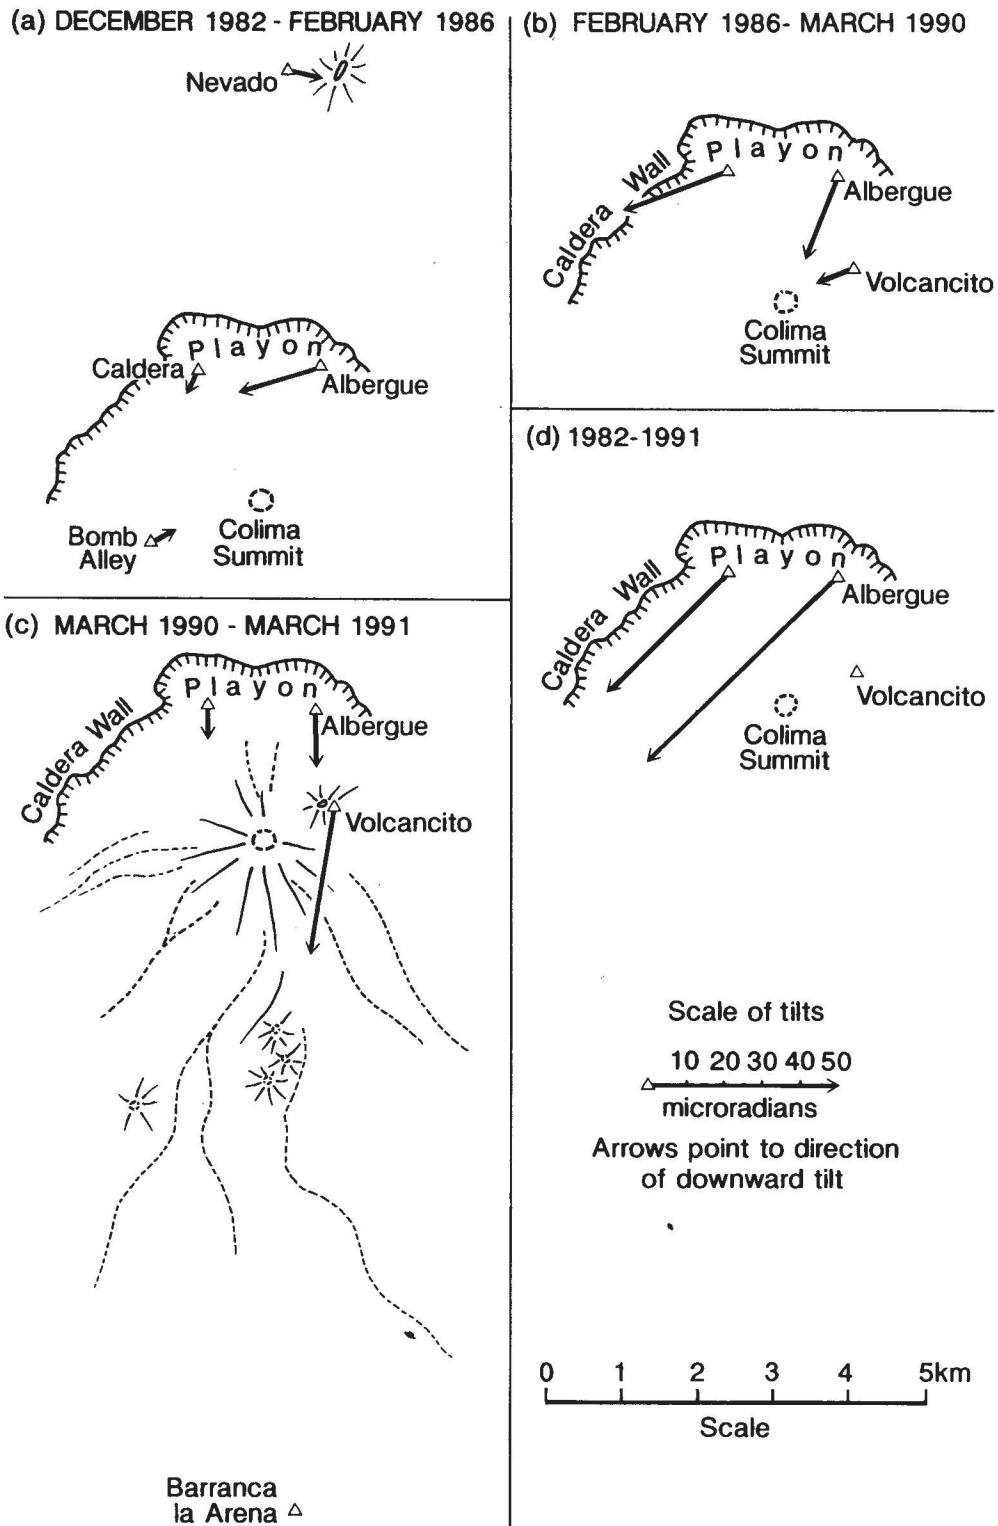 (a) DECEMBER 1982 - FEBRUARY 1986
Nevado
Playon
Caldera
Albergue
Bomb
Alley
Colima
Summit
(b) FEBRUARY 1986- MARCH 1990
Playon
Caldera Wall
Albergue
Volcancito
Colima
Summit
(c) MARCH 1990 - MARCH 1991
Playon
Caldera Wall
Albergue
Volcancito
Barranca
la Arena
(d) 1982-1991
Playon
Caldera Wall
Albergue
Volcancito
Colima
Summit
Scale of tilts
10 20 30 40 50
microradians
Arrows point to direction
of downward tilt
0 1 2 3 4 5km
Scale